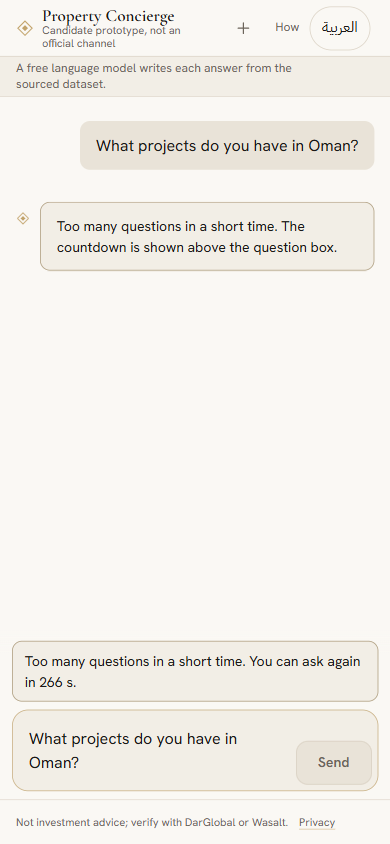 Property Concierge
Candidate prototype, not an
official channel
+
How
العربية
A free language model writes each answer from the
sourced dataset.
What projects do you have in Oman?
Too many questions in a short time. The
countdown is shown above the question box.
Too many questions in a short time. You can ask again
in 266 s.
What projects do you have in
Oman?
Send
Not investment advice; verify with DarGlobal or Wasalt.
Privacy